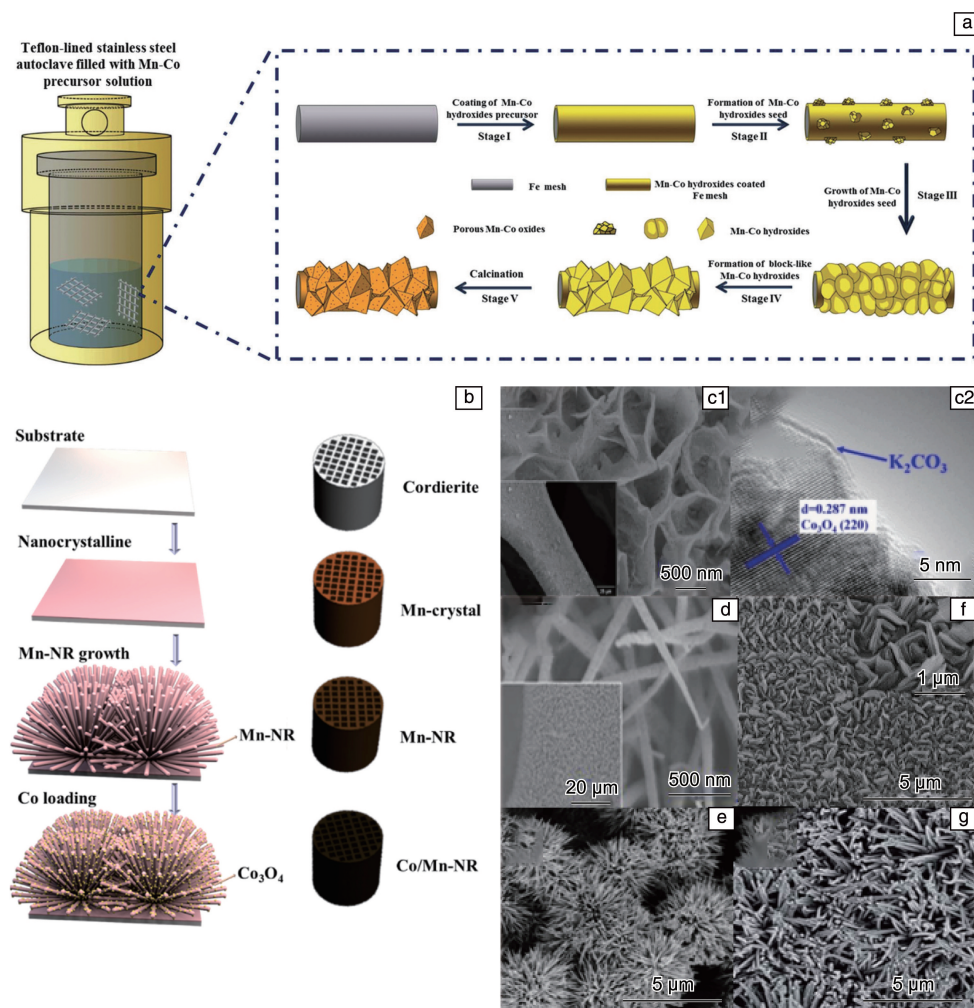 a
Teflon-lined stainless steel
autoclave filled with Mn-Co
precursor solution
Coating of Mn-Co
hydroxides precursor
Stage I
Formation of Mn-Co
hydroxides seed
Stage II
Fe mesh
Mn-Co hydroxides coated
Fe mesh
Growth of Mn-Co
hydroxides seed
Stage III
Porous Mn-Co oxides
Mn-Co hydroxides
Calcination
Stage V
Formation of block-like
Mn-Co hydroxides
Stage IV
b
Substrate
Cordierite
Nanocrystalline
Mn-crystal
Mn-NR growth
Mn-NR
Mn-NR
Co loading
Co₃O₄
Co/Mn-NR
c1
500 nm
c2
K₂CO₃
d=0.287 nm
Co₃O₄ (220)
5 nm
d
20 µm
500 nm
f
1 µm
5 µm
e
5 µm
g
5 µm